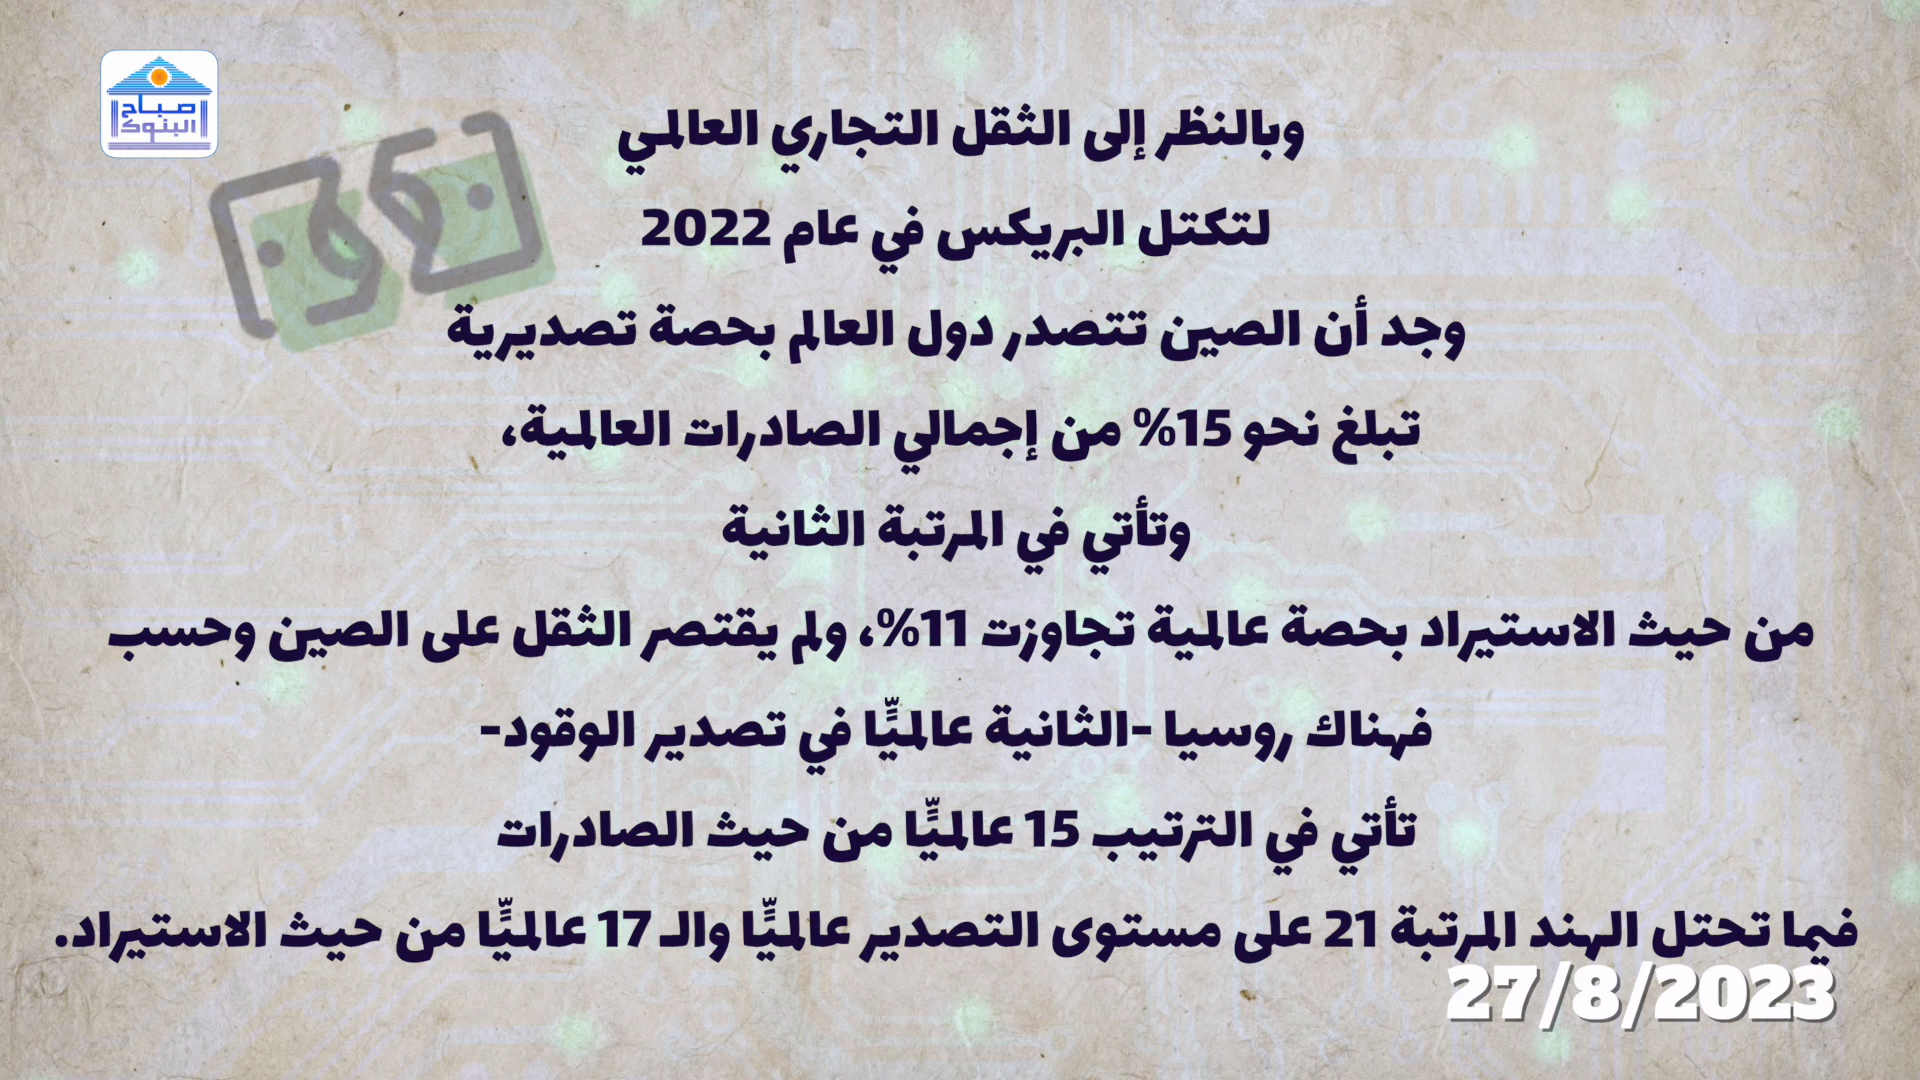 صباح
البنوك
وبالنظر إلى الثقل التجاري العالمي
لتكتل البريكس في عام 2022
وجد أن الصين تتصدر دول العالم بحصة تصديرية
تبلغ نحو 15% من إجمالي الصادرات العالمية،
وتأتي في المرتبة الثانية
من حيث الاستيراد بحصة عالمية تجاوزت 11%، ولم يقتصر الثقل على الصين وحسب
فهناك روسيا -الثانية عالميًّا في تصدير الوقود-
تأتي في الترتيب 15 عالميًّا من حيث الصادرات
فيما تحتل الهند المرتبة 21 على مستوى التصدير عالميًّا والـ 17 عالميًّا من حيث الاستيراد.
27/8/2023